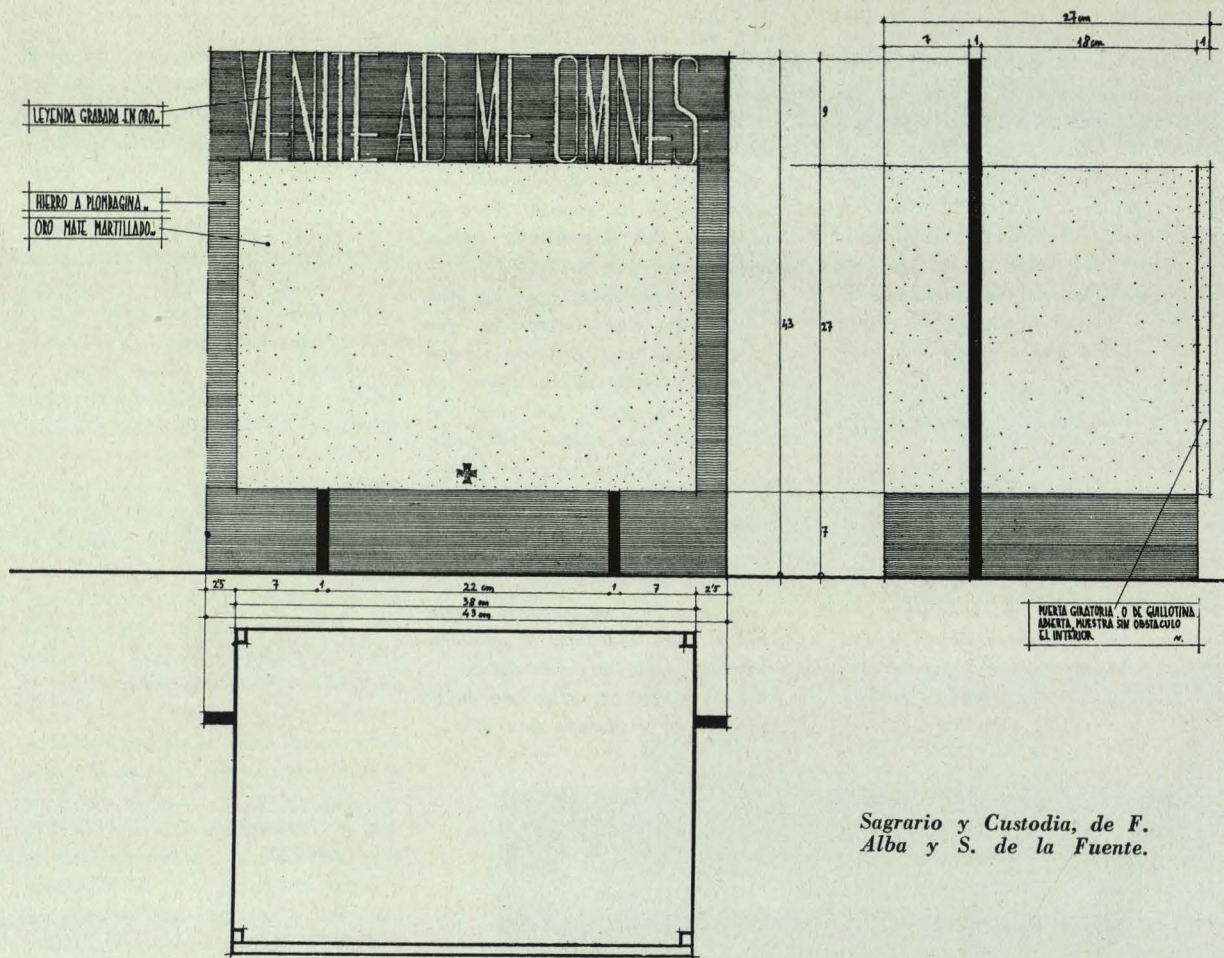 VENITE AD ME OMNES
LEYENDA GRABADA EN ORO.
HIERRO A PLOMBAGINA.
ORO MATE MARTILLADO.
27 cm
7 1 18 cm 1
9
43
27
7
2'5 7 1 22 cm 1 7 2'5
38 cm
43 cm
PUERTA GIRATORIA, O DE GUILLOTINA
ABIERTA, MUESTRA SIN OBSTACULO
EL INTERIOR
Sagrario y Custodia, de F.
Alba y S. de la Fuente.